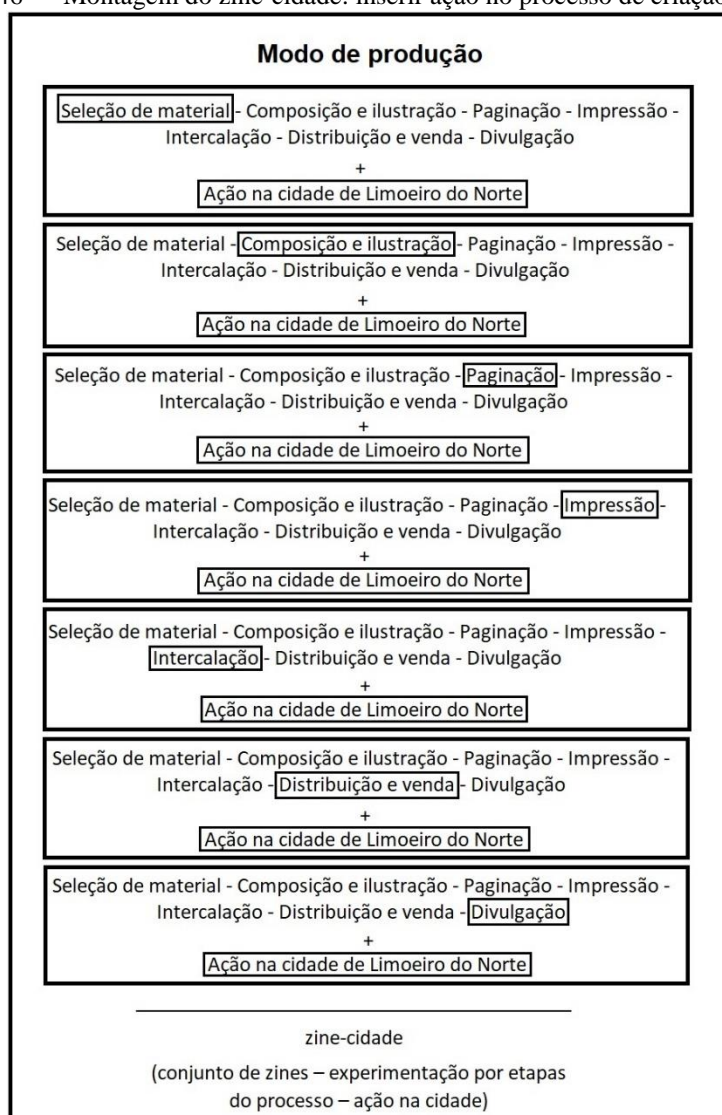 Montagem do zine-cidade: inserir ação no processo de criação
Modo de produção
Seleção de material - Composição e ilustração - Paginação - Impressão -
Intercalação - Distribuição e venda - Divulgação
+
Ação na cidade de Limoeiro do Norte
Seleção de material - Composição e ilustração - Paginação - Impressão -
Intercalação - Distribuição e venda - Divulgação
+
Ação na cidade de Limoeiro do Norte
Seleção de material - Composição e ilustração - Paginação - Impressão -
Intercalação - Distribuição e venda - Divulgação
+
Ação na cidade de Limoeiro do Norte
Seleção de material - Composição e ilustração - Paginação - Impressão -
Intercalação - Distribuição e venda - Divulgação
+
Ação na cidade de Limoeiro do Norte
Seleção de material - Composição e ilustração - Paginação - Impressão -
Intercalação - Distribuição e venda - Divulgação
+
Ação na cidade de Limoeiro do Norte
Seleção de material - Composição e ilustração - Paginação - Impressão -
Intercalação - Distribuição e venda - Divulgação
+
Ação na cidade de Limoeiro do Norte
Seleção de material - Composição e ilustração - Paginação - Impressão -
Intercalação - Distribuição e venda - Divulgação
+
Ação na cidade de Limoeiro do Norte
zine-cidade
(conjunto de zines – experimentação por etapas
do processo – ação na cidade)